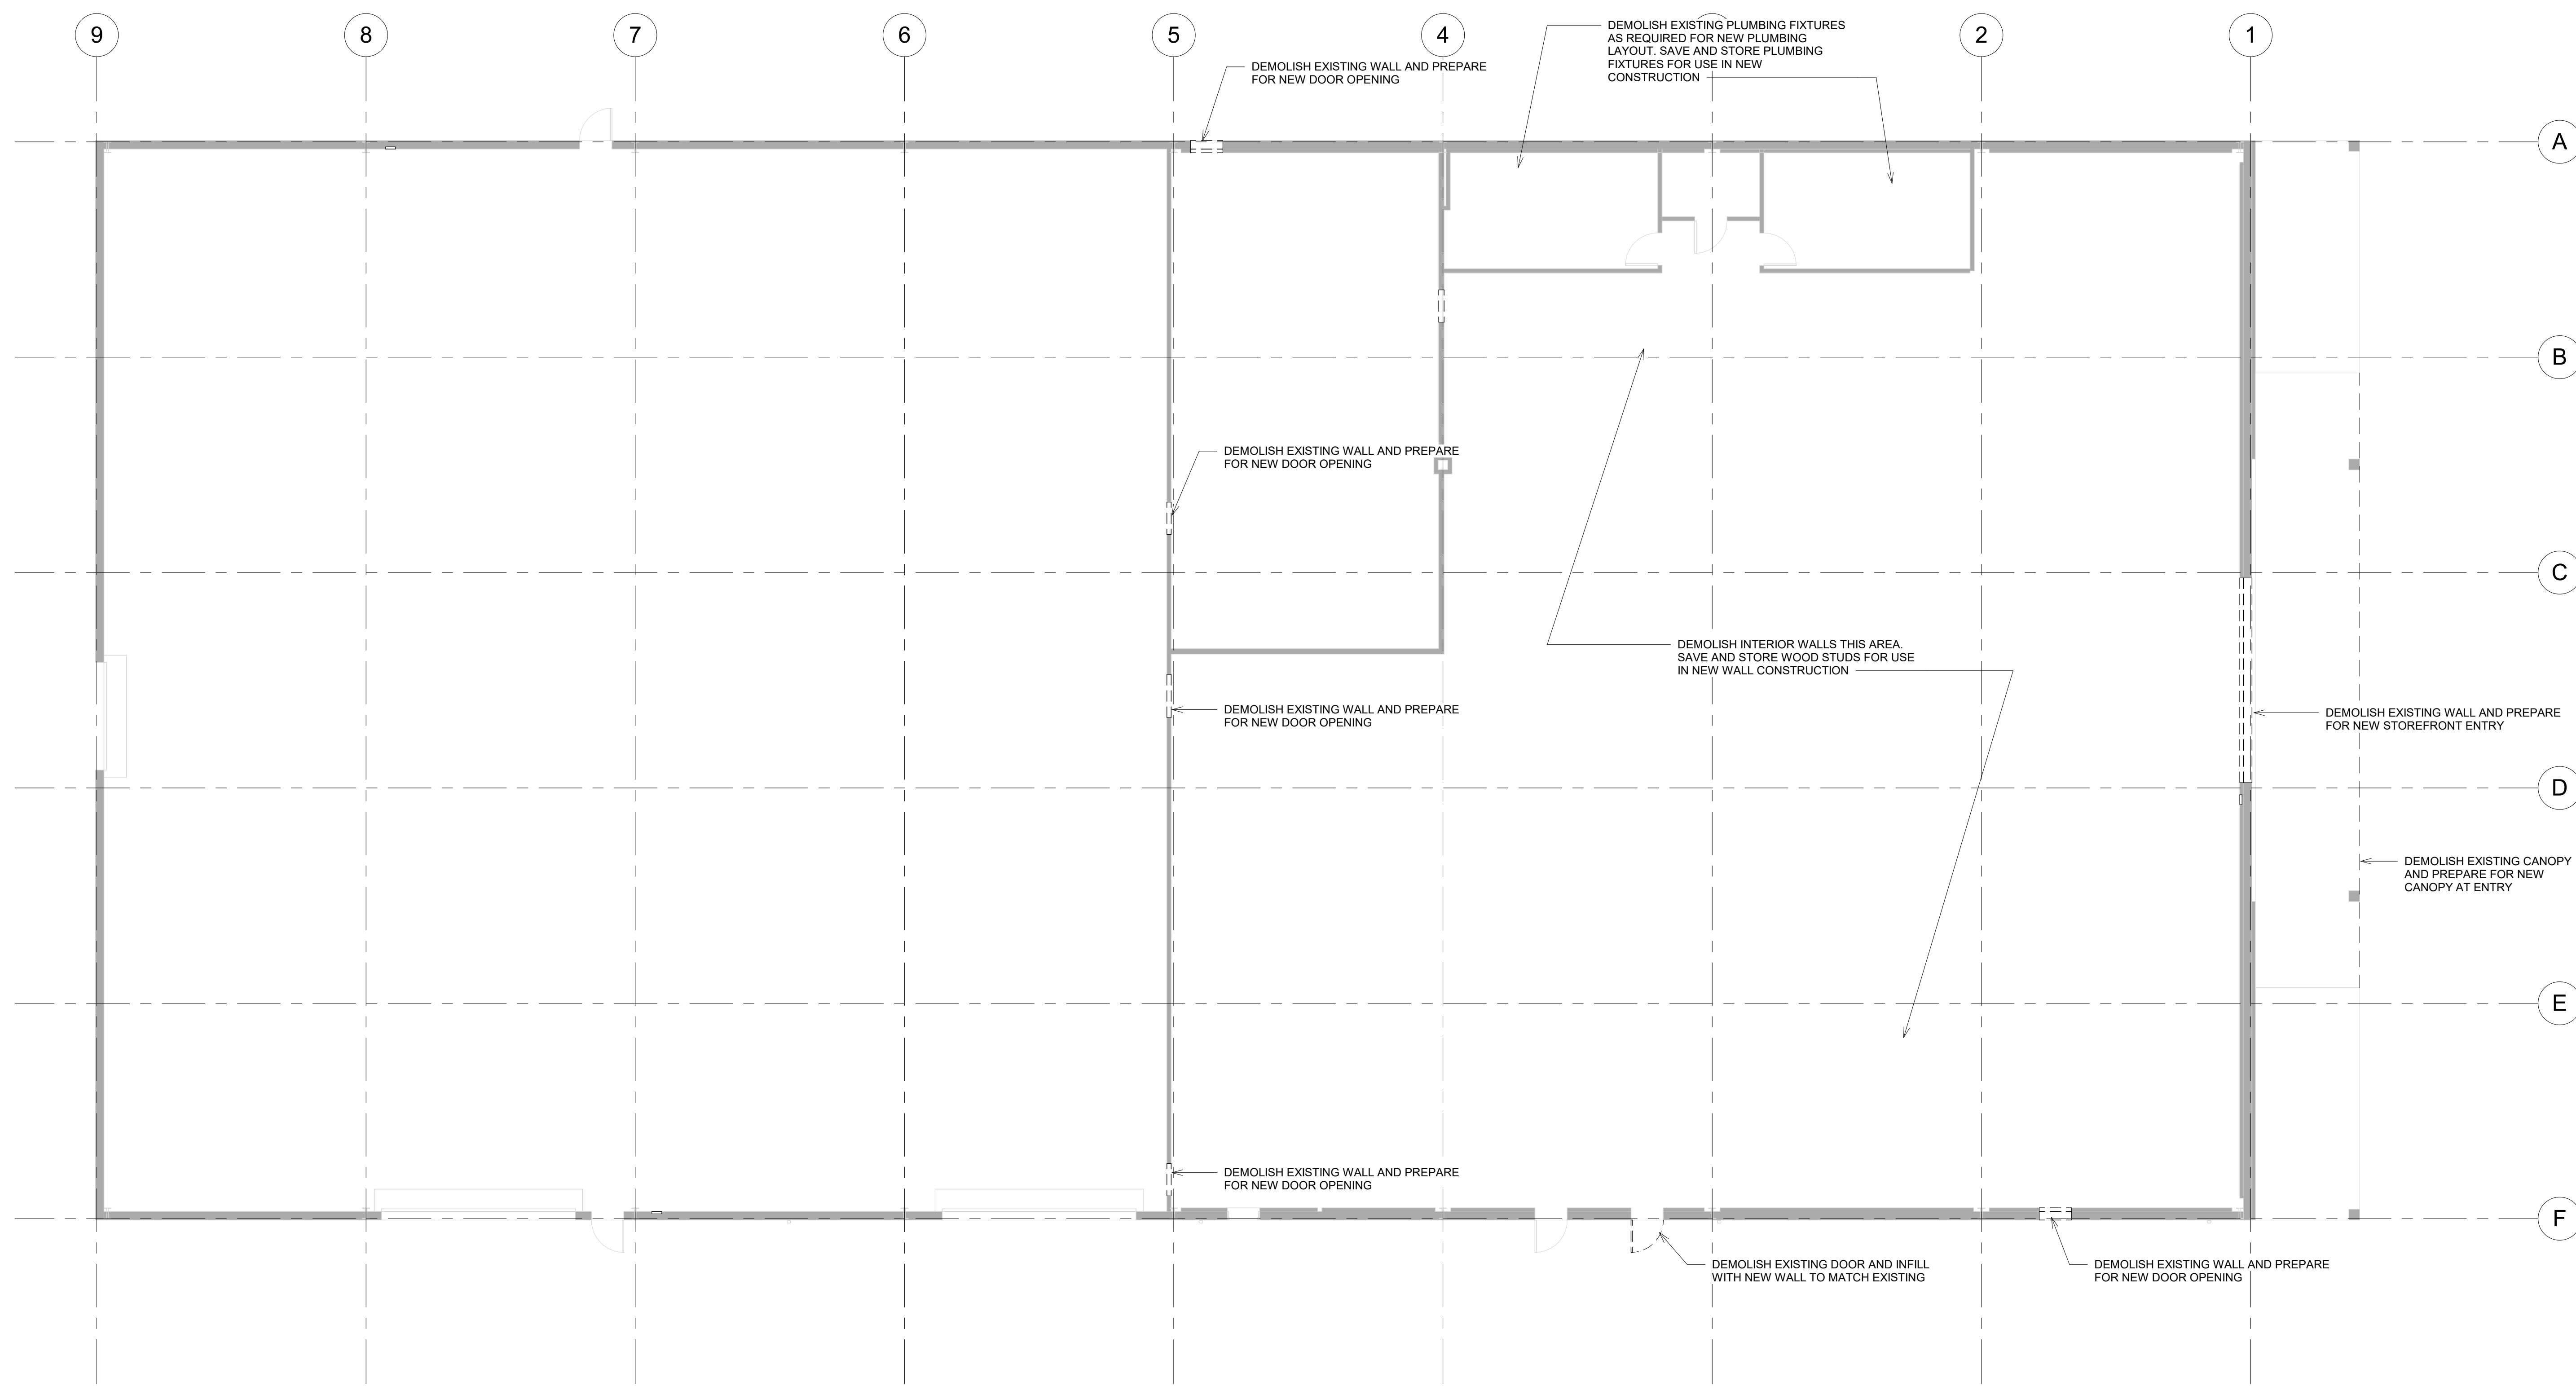 9
8
7
6
5
4
2
1
DEMOLISH EXISTING PLUMBING FIXTURES
AS REQUIRED FOR NEW PLUMBING
LAYOUT. SAVE AND STORE PLUMBING
FIXTURES FOR USE IN NEW
CONSTRUCTION
DEMOLISH EXISTING WALL AND PREPARE
FOR NEW DOOR OPENING
A
B
DEMOLISH EXISTING WALL AND PREPARE
FOR NEW DOOR OPENING
C
DEMOLISH INTERIOR WALLS THIS AREA.
SAVE AND STORE WOOD STUDS FOR USE
IN NEW WALL CONSTRUCTION
DEMOLISH EXISTING WALL AND PREPARE
FOR NEW DOOR OPENING
DEMOLISH EXISTING WALL AND PREPARE
FOR NEW STOREFRONT ENTRY
D
DEMOLISH EXISTING CANOPY
AND PREPARE FOR NEW
CANOPY AT ENTRY
E
DEMOLISH EXISTING WALL AND PREPARE
FOR NEW DOOR OPENING
F
DEMOLISH EXISTING DOOR AND INFILL
WITH NEW WALL TO MATCH EXISTING
DEMOLISH EXISTING WALL AND PREPARE
FOR NEW DOOR OPENING